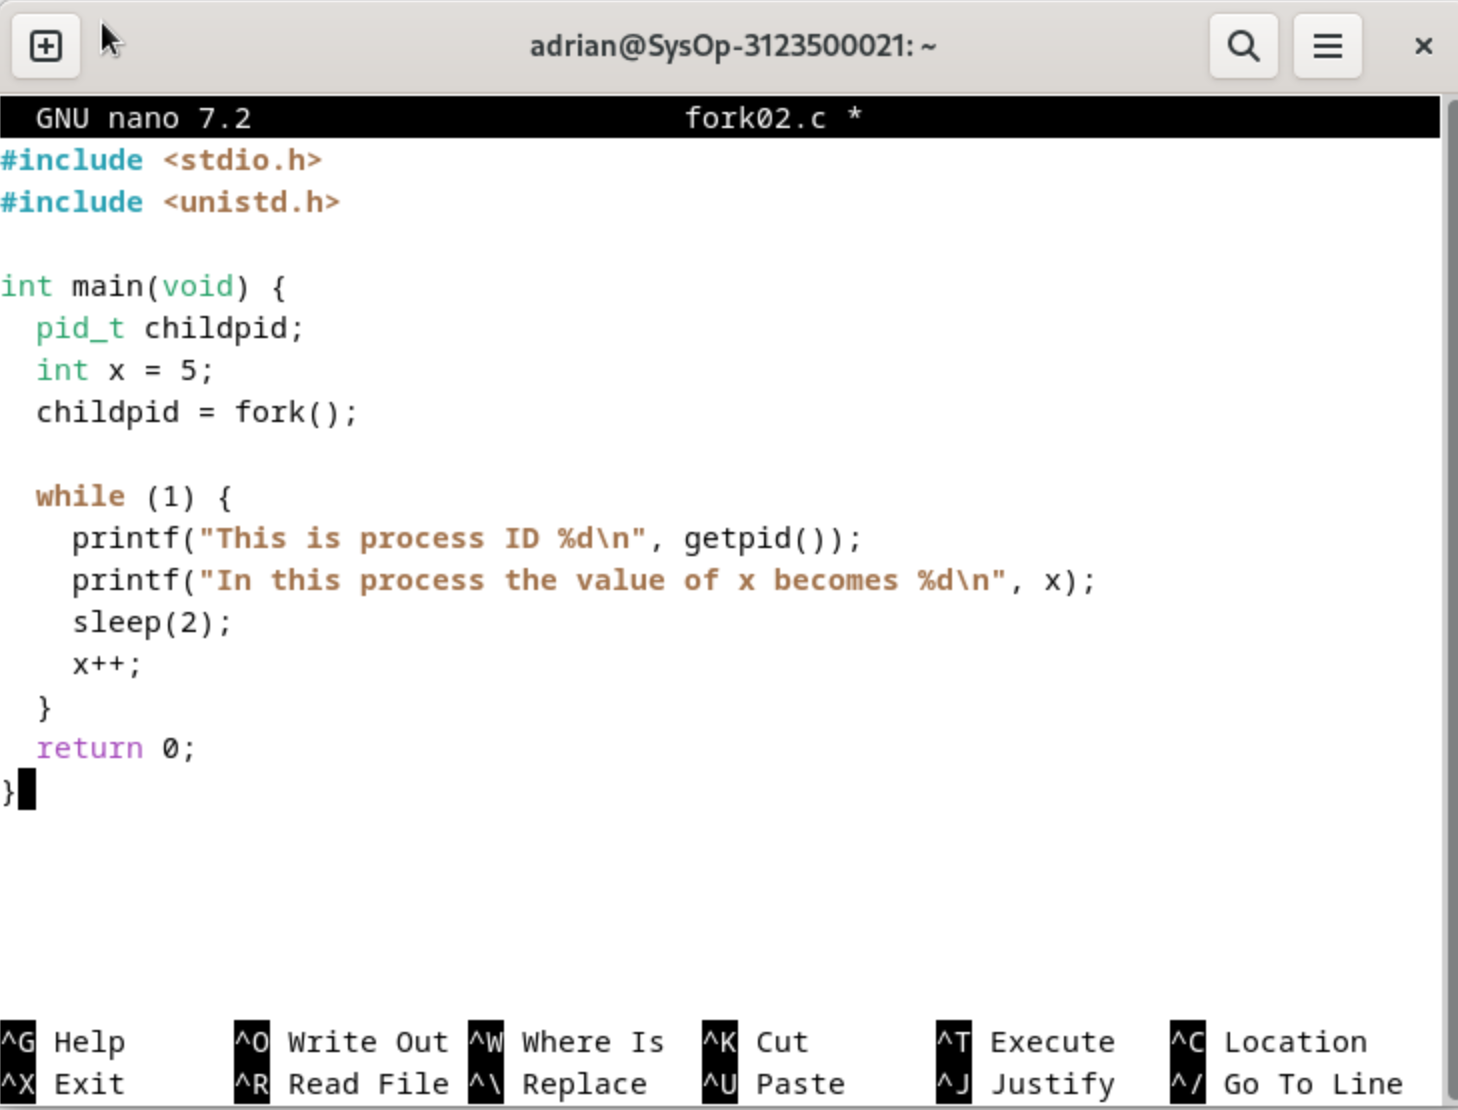 adrian@SysOp-3123500021: ~
GNU nano 7.2 fork02.c *
#include <stdio.h>
#include <unistd.h>

int main(void) {
  pid_t childpid;
  int x = 5;
  childpid = fork();

  while (1) {
    printf("This is process ID %d\n", getpid());
    printf("In this process the value of x becomes %d\n", x);
    sleep(2);
    x++;
  }
  return 0;
}
^G Help ^O Write Out ^W Where Is ^K Cut ^T Execute ^C Location
^X Exit ^R Read File ^\ Replace ^U Paste ^J Justify ^/ Go To Line